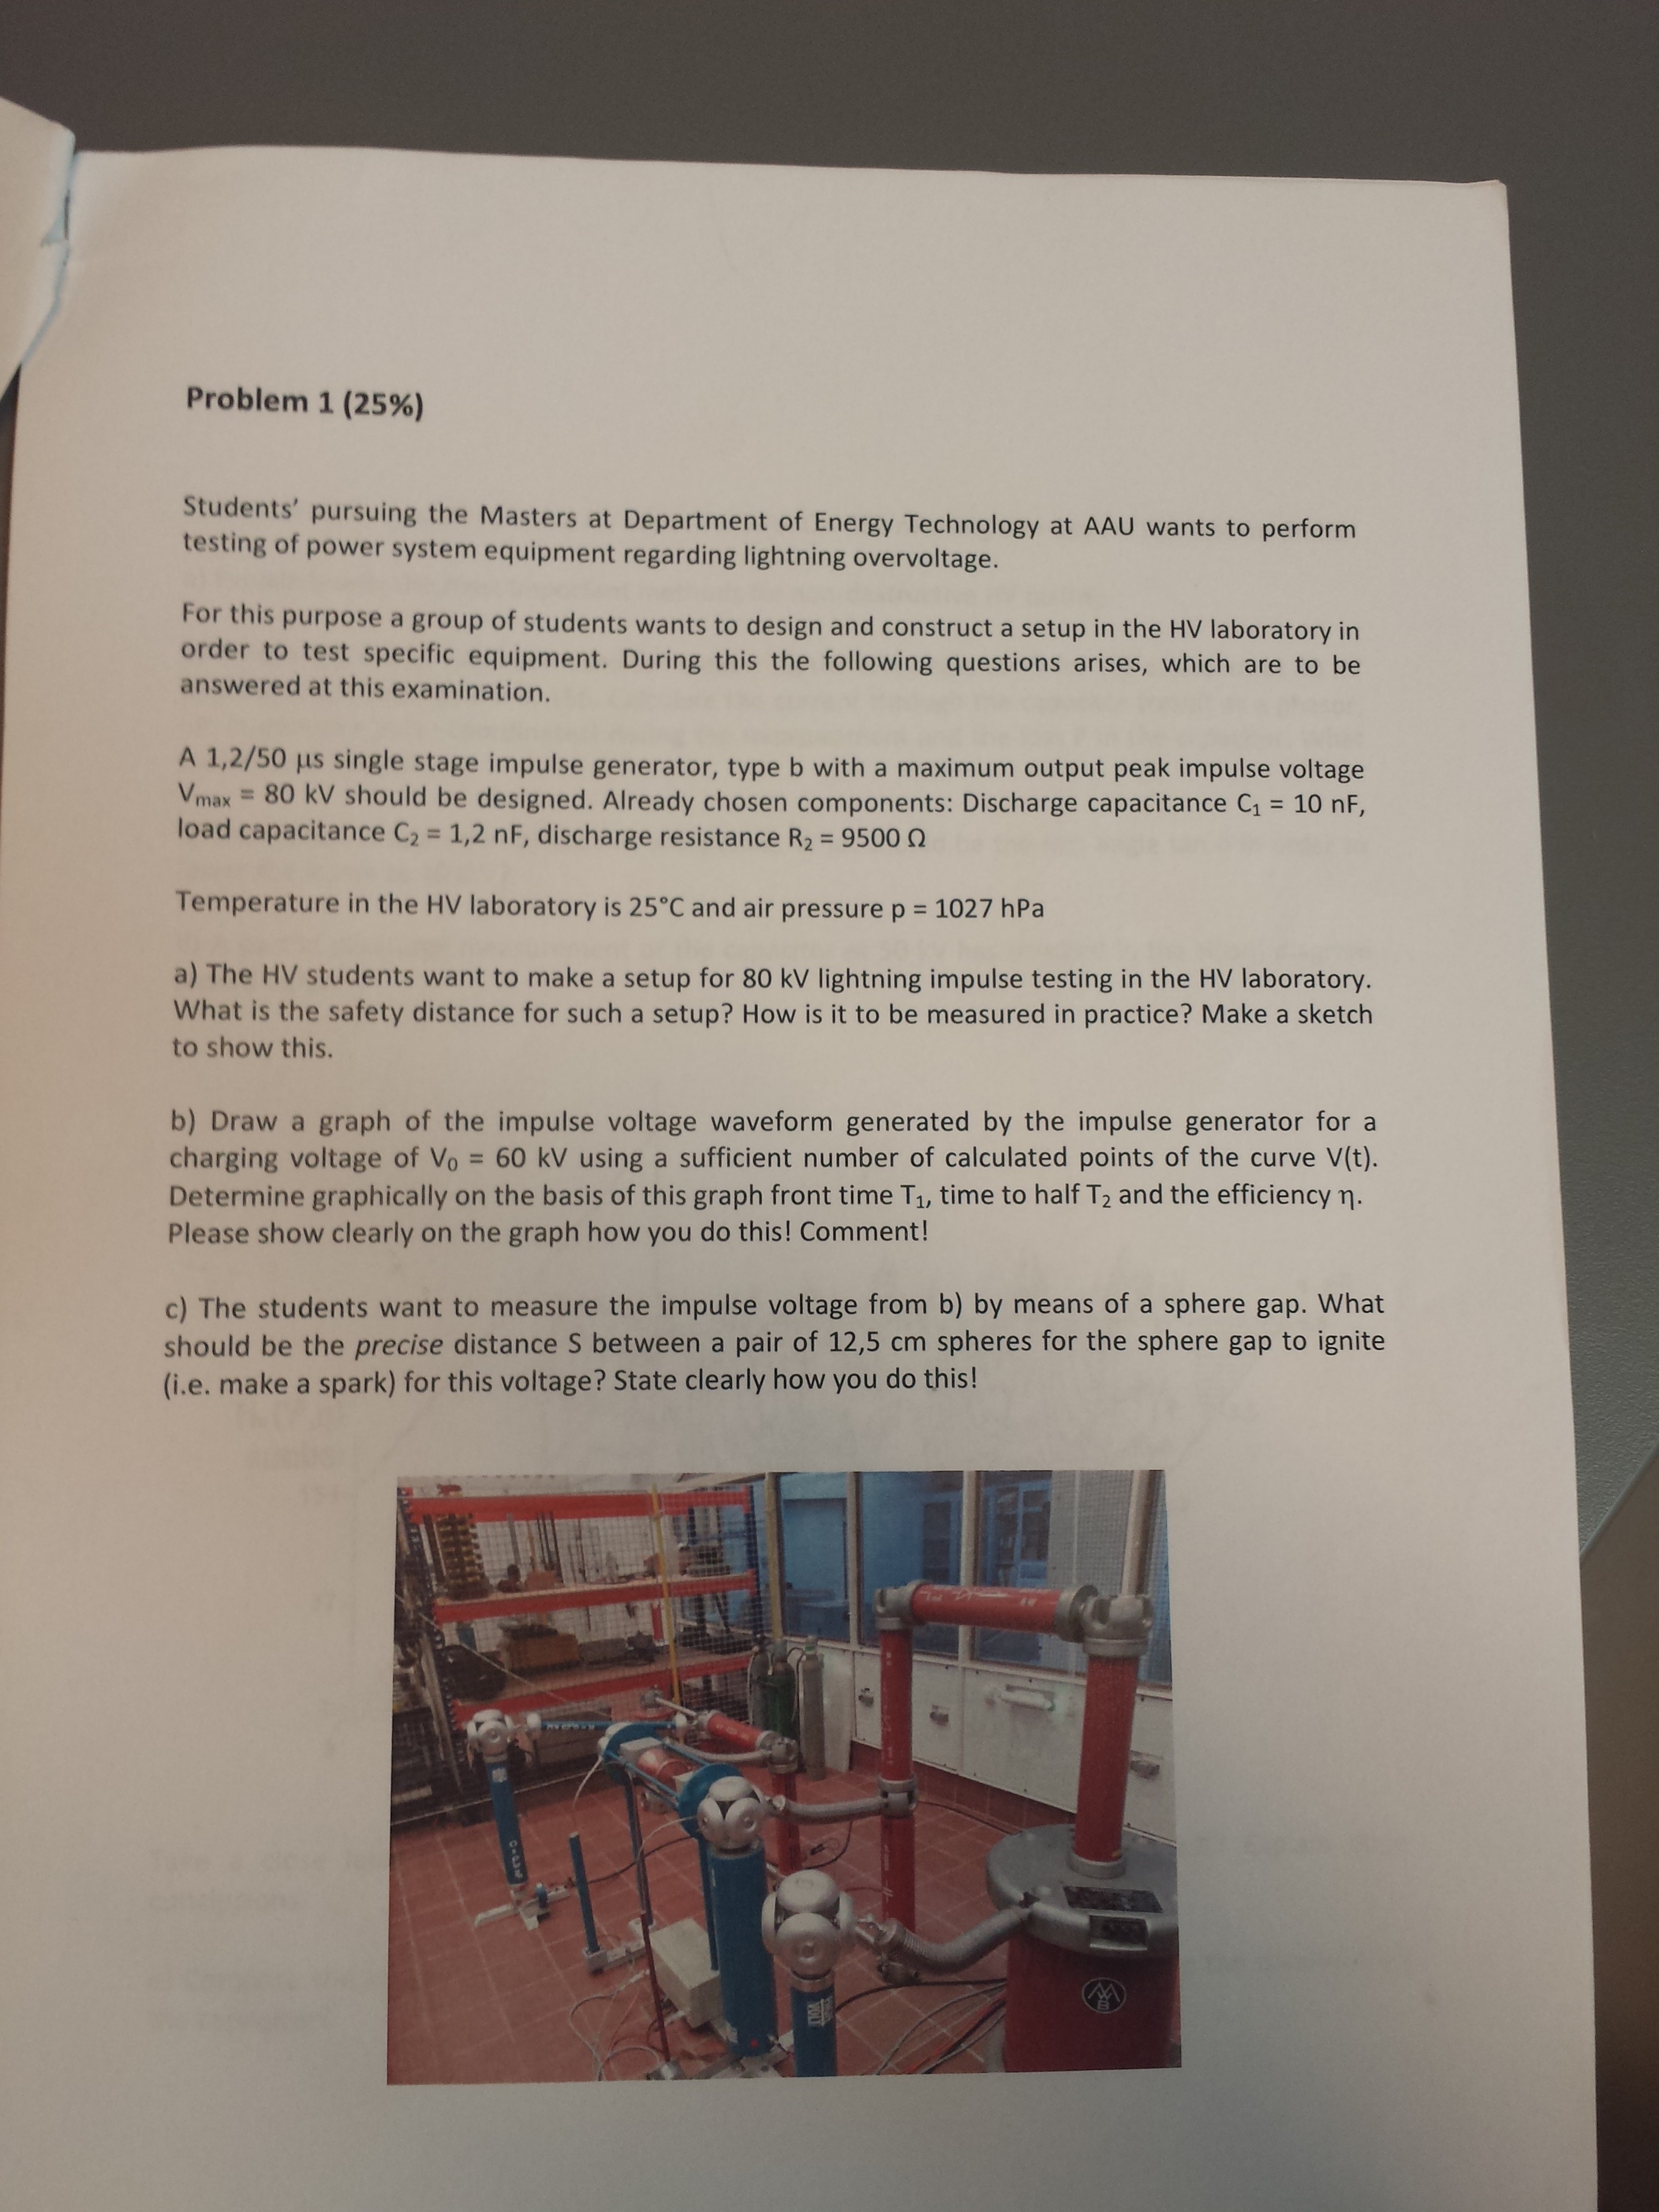 Problem 1 (25%)
Students’ pursuing the Masters at Department of Energy Technology at AAU wants to perform
testing of power system equipment regarding lightning overvoltage.
For this purpose a group of students wants to design and construct a setup in the HV laboratory in
order to test specific equipment. During this the following questions arises, which are to be
answered at this examination.
A 1,2/50 μs single stage impulse generator, type b with a maximum output peak impulse voltage
Vmax = 80 kV should be designed. Already chosen components: Discharge capacitance C1 = 10 nF,
load capacitance C2 = 1,2 nF, discharge resistance R2 = 9500 Ω
Temperature in the HV laboratory is 25°C and air pressure p = 1027 hPa
a) The HV students want to make a setup for 80 kV lightning impulse testing in the HV laboratory.
What is the safety distance for such a setup? How is it to be measured in practice? Make a sketch
to show this.
b) Draw a graph of the impulse voltage waveform generated by the impulse generator for a
charging voltage of V0 = 60 kV using a sufficient number of calculated points of the curve V(t).
Determine graphically on the basis of this graph front time T1, time to half T2 and the efficiency η.
Please show clearly on the graph how you do this! Comment!
c) The students want to measure the impulse voltage from b) by means of a sphere gap. What
should be the precise distance S between a pair of 12,5 cm spheres for the sphere gap to ignite
(i.e. make a spark) for this voltage? State clearly how you do this!